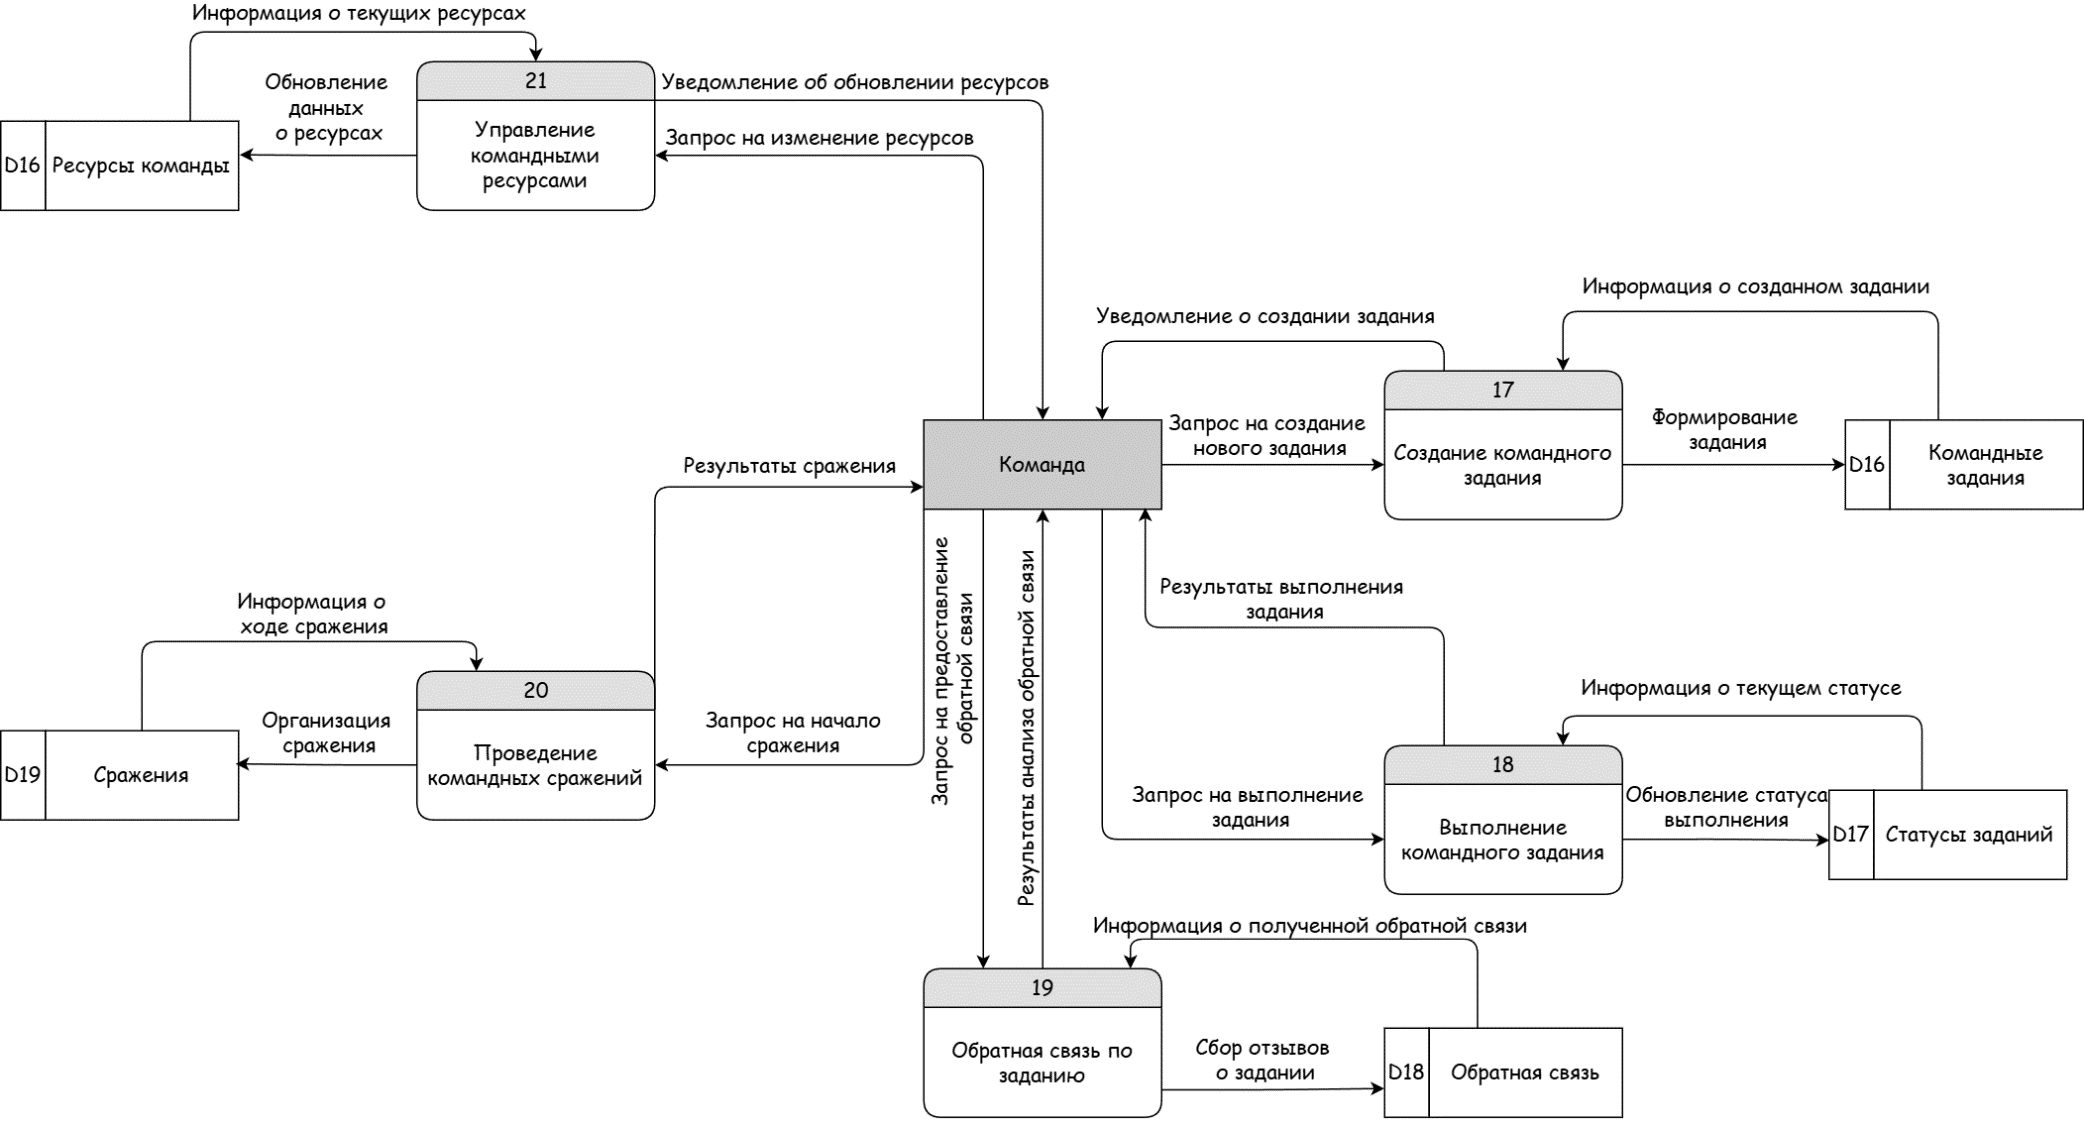 Информация о текущих ресурсах
21
Управление
командными
ресурсами
Обновление
данных
о ресурсах
D16
Ресурсы команды
Уведомление об обновлении ресурсов
Запрос на изменение ресурсов
Информация о созданном задании
Уведомление о создании задания
17
Создание командного
задания
Запрос на создание
нового задания
Формирование
задания
D16
Командные
задания
Команда
Результаты сражения
Информация о
ходе сражения
20
Проведение
командных сражений
Организация
сражения
D19
Сражения
Запрос на начало
сражения
Запрос на предоставление
обратной связи
Результаты анализа обратной связи
Результаты выполнения
задания
Информация о текущем статусе
18
Выполнение
командного задания
Запрос на выполнение
задания
Обновление статуса
выполнения
D17
Статусы заданий
Информация о полученной обратной связи
19
Обратная связь по
заданию
Сбор отзывов
о задании
D18
Обратная связь